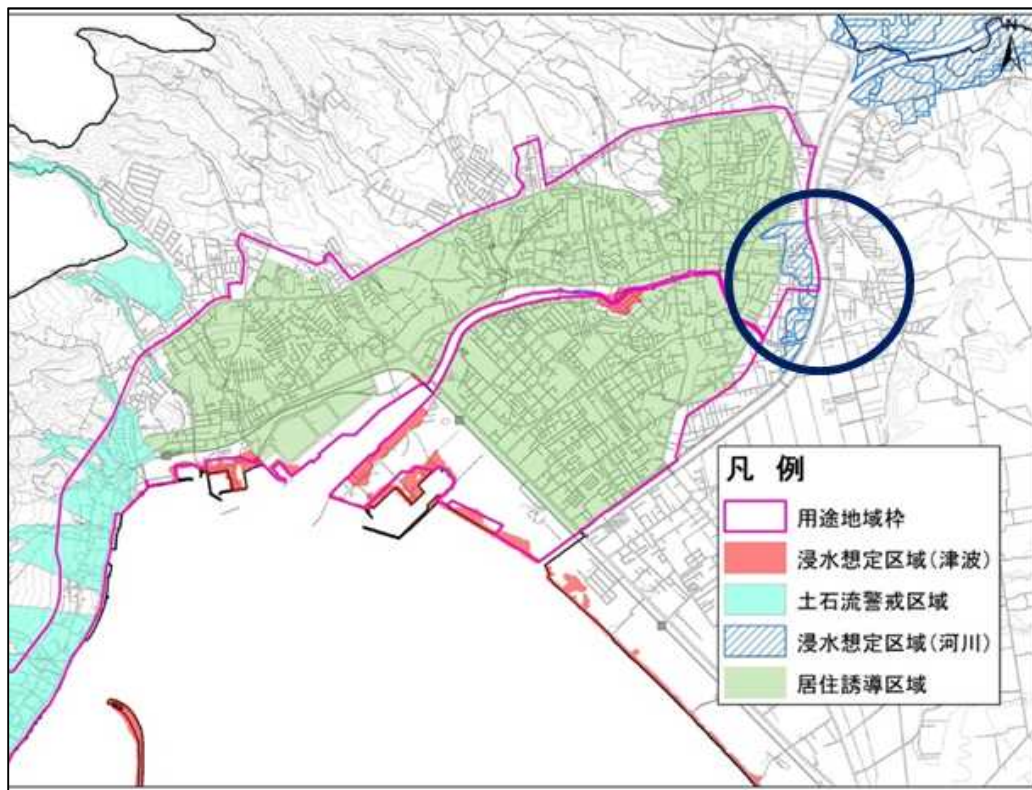 N
凡 例
用途地域枠
浸水想定区域(津波)
土石流警戒区域
浸水想定区域(河川)
居住誘導区域